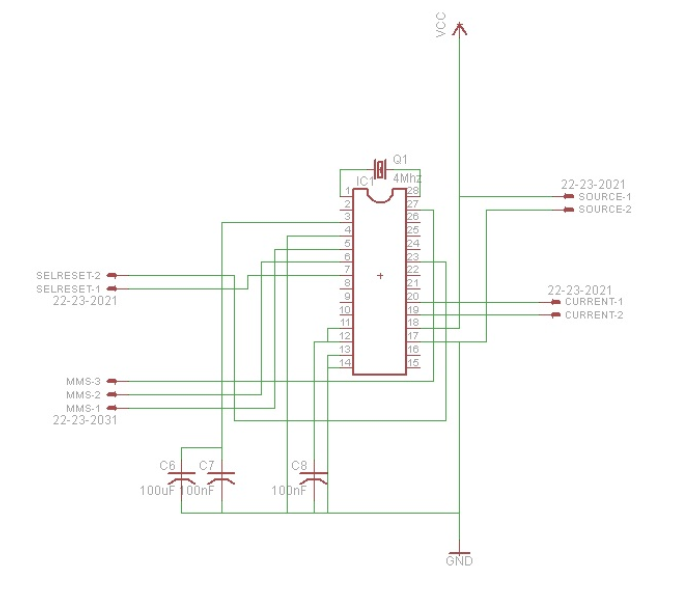 VCC
Q1
4Mhz
IC1
1
2
3
4
5
6
7
8
9
10
11
12
13
14
28
27
26
25
24
23
22
21
20
19
18
17
16
15
22-23-2021
SOURCE-1
SOURCE-2
22-23-2021
CURRENT-1
CURRENT-2
SELRESET-2
SELRESET-1
22-23-2021
MMS-3
MMS-2
MMS-1
22-23-2031
C6 C7 C8
100uF 100nF 100nF
GND